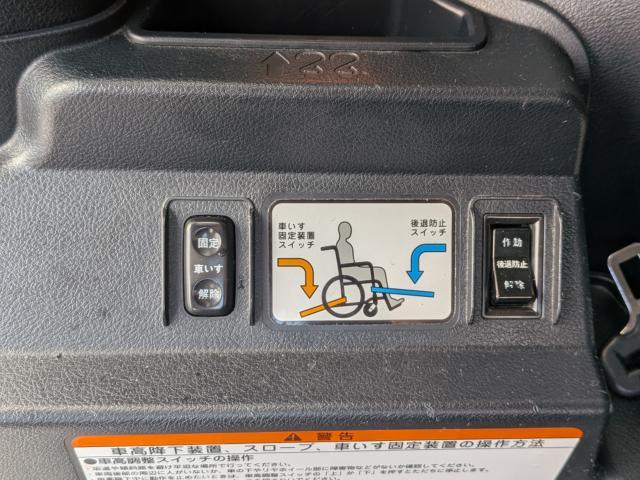 固定
車いす
解除
車いす
固定装置
スイッチ
後退防止
スイッチ
作動
後退防止
解除
警告
車高降下装置、スロープ、車いす固定装置の操作方法
●車高調整スイッチの操作